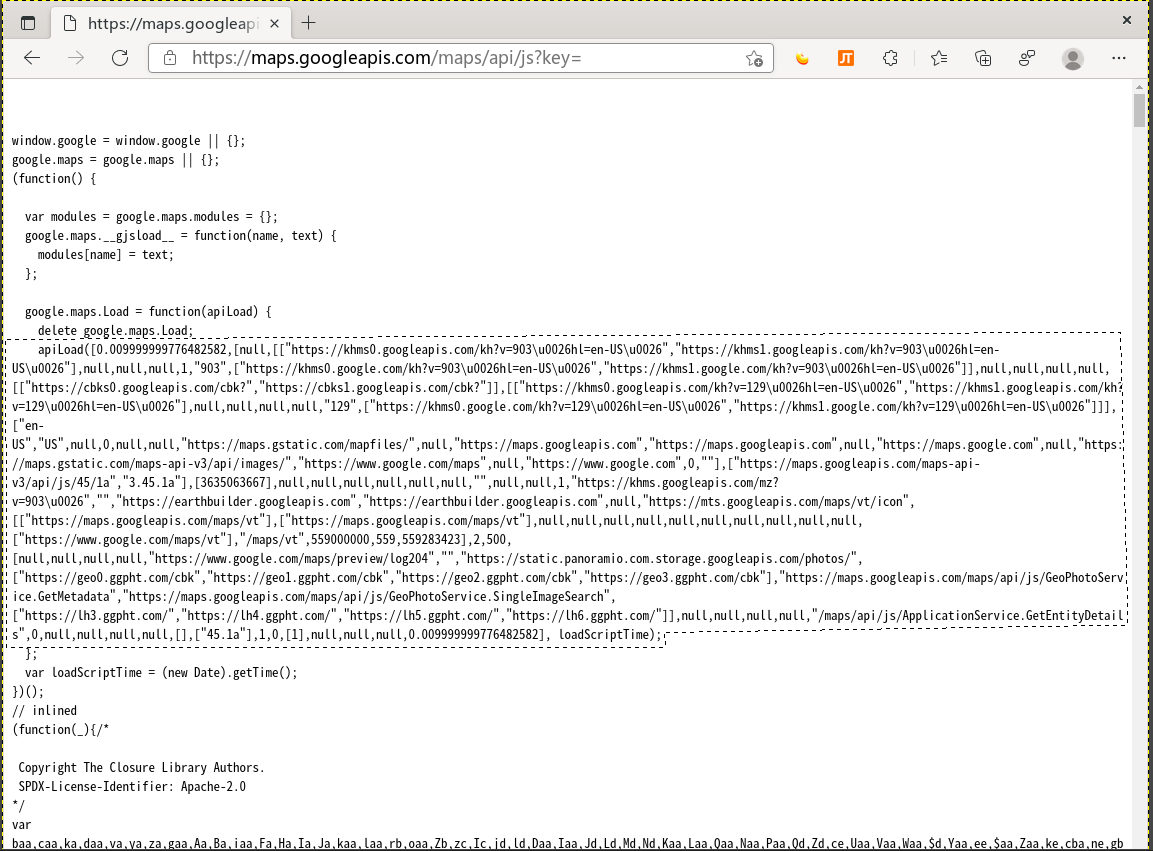 https://maps.googleapi
https://maps.googleapis.com/maps/api/js?key=
JT
window.google = window.google || {};
google.maps = google.maps || {};
(function() {
var modules = google.maps.modules = {};
google.maps.__gjsload__ = function(name, text) {
modules[name] = text;
};
google.maps.Load = function(apiLoad) {
delete google.maps.Load;
apiLoad([0.009999999776482582,[null,[["https://khms0.googleapis.com/kh?v=903\u0026hl=en-US\u0026","https://khms1.googleapis.com/kh?v=903\u0026hl=en-
US\u0026"],null,null,null,1,"903",["https://khms0.google.com/kh?v=903\u0026hl=en-US\u0026","https://khms1.google.com/kh?v=903\u0026hl=en-US\u0026"]],null,null,null,null,
[["https://cbks0.googleapis.com/cbk?","https://cbks1.googleapis.com/cbk?"]],[["https://khms0.googleapis.com/kh?v=129\u0026hl=en-US\u0026","https://khms1.googleapis.com/kh?
v=129\u0026hl=en-US\u0026"],null,null,null,null,"129",["https://khms0.google.com/kh?v=129\u0026hl=en-US\u0026","https://khms1.google.com/kh?v=129\u0026hl=en-US\u0026"]]],
["en-
US","US",null,0,null,null,"https://maps.gstatic.com/mapfiles/",null,"https://maps.googleapis.com","https://maps.googleapis.com",null,"https://maps.google.com",null,"https:
//maps.gstatic.com/maps-api-v3/api/images/","https://www.google.com/maps",null,"https://www.google.com",0,""],["https://maps.googleapis.com/maps-api-
v3/api/js/45/1a","3.45.1a"],[3635063667],null,null,null,null,null,null,"",null,null,1,"https://khms.googleapis.com/mz?
v=903\u0026","","https://earthbuilder.googleapis.com","https://earthbuilder.googleapis.com",null,"https://mts.googleapis.com/maps/vt/icon",
[["https://maps.googleapis.com/maps/vt"],["https://maps.googleapis.com/maps/vt"],null,null,null,null,null,null,null,null,null,null,
["https://www.google.com/maps/vt"],"/maps/vt",559000000,559,559283423],2,500,
[null,null,null,null,"https://www.google.com/maps/preview/log204","","https://static.panoramio.com.storage.googleapis.com/photos/",
["https://geo0.ggpht.com/cbk","https://geo1.ggpht.com/cbk","https://geo2.ggpht.com/cbk","https://geo3.ggpht.com/cbk"],"https://maps.googleapis.com/maps/api/js/GeoPhotoServ
ice.GetMetadata","https://maps.googleapis.com/maps/api/js/GeoPhotoService.SingleImageSearch",
["https://lh3.ggpht.com/","https://lh4.ggpht.com/","https://lh5.ggpht.com/","https://lh6.ggpht.com/"]],null,null,null,null,"/maps/api/js/ApplicationService.GetEntityDetail
s",0,null,null,null,null,[],["45.1a"],1,0,[1],null,null,null,0.009999999776482582], loadScriptTime);
};
var loadScriptTime = (new Date).getTime();
})();
// inlined
(function(_){/*
Copyright The Closure Library Authors.
SPDX-License-Identifier: Apache-2.0
*/
var
baa,caa,ka,daa,va,ya,za,gaa,Aa,Ba,iaa,Fa,Ha,Ia,Ja,kaa,laa,rb,oaa,Zb,zc,Ic,jd,ld,Daa,Iaa,Jd,Ld,Md,Nd,Kaa,Laa,Qaa,Naa,Paa,Qd,Zd,ce,Uaa,Vaa,Waa,$d,Yaa,ee,$aa,Zaa,ke,cba,ne,gb